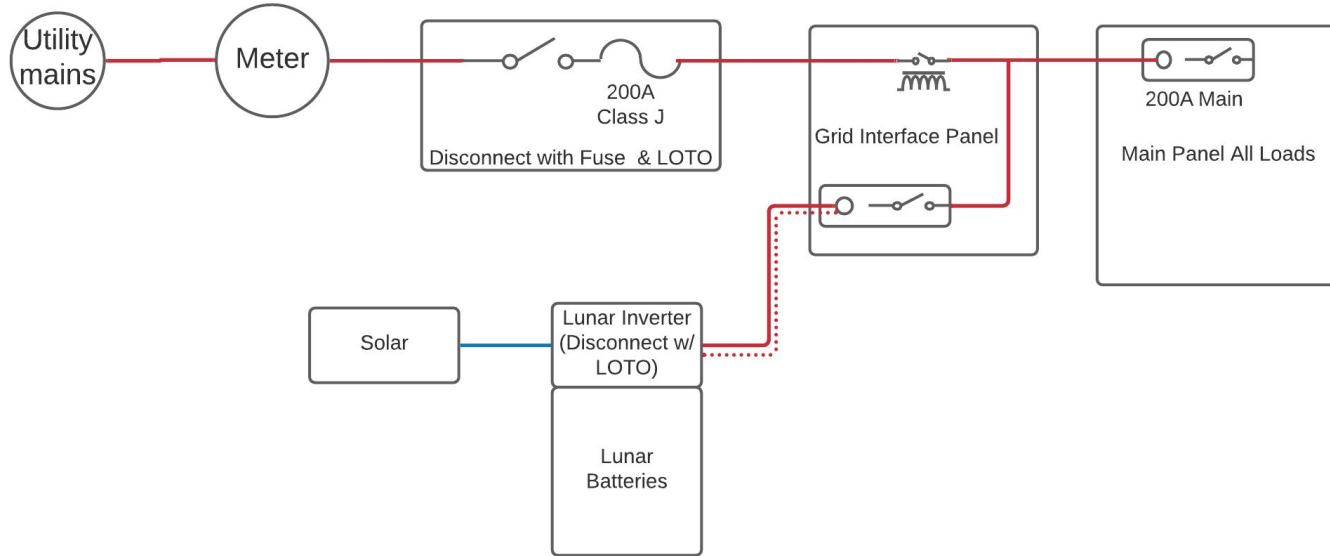 Utility
mains
Meter
200A
Class J
Disconnect with Fuse & LOTO
Grid Interface Panel
200A Main
Main Panel All Loads
Solar
Lunar Inverter
(Disconnect w/
LOTO)
Lunar
Batteries